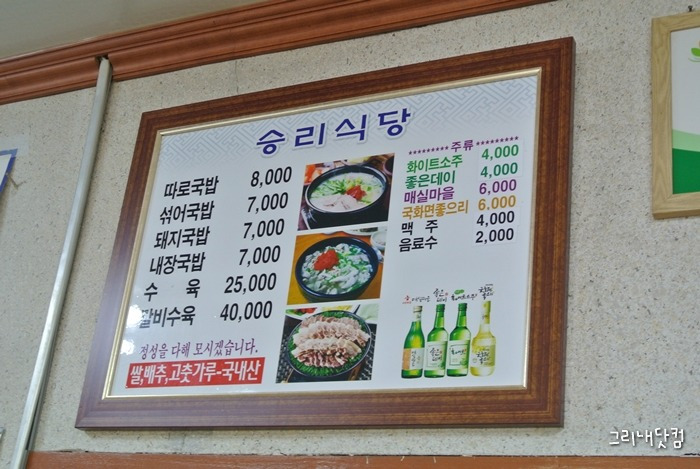 승리식당
따로국밥 8,000
섞어국밥 7,000
돼지국밥 7,000
내장국밥 7,000
수 육 25,000
갈비수육 40,000
정성을 다해 모시겠습니다.
쌀,배추,고춧가루-국내산
********* 주류 *********
화이트소주 4,000
좋은데이 4,000
매실마을 6,000
국화면좋으리 6,000
맥 주 4,000
음료수 2,000
그리내닷컴